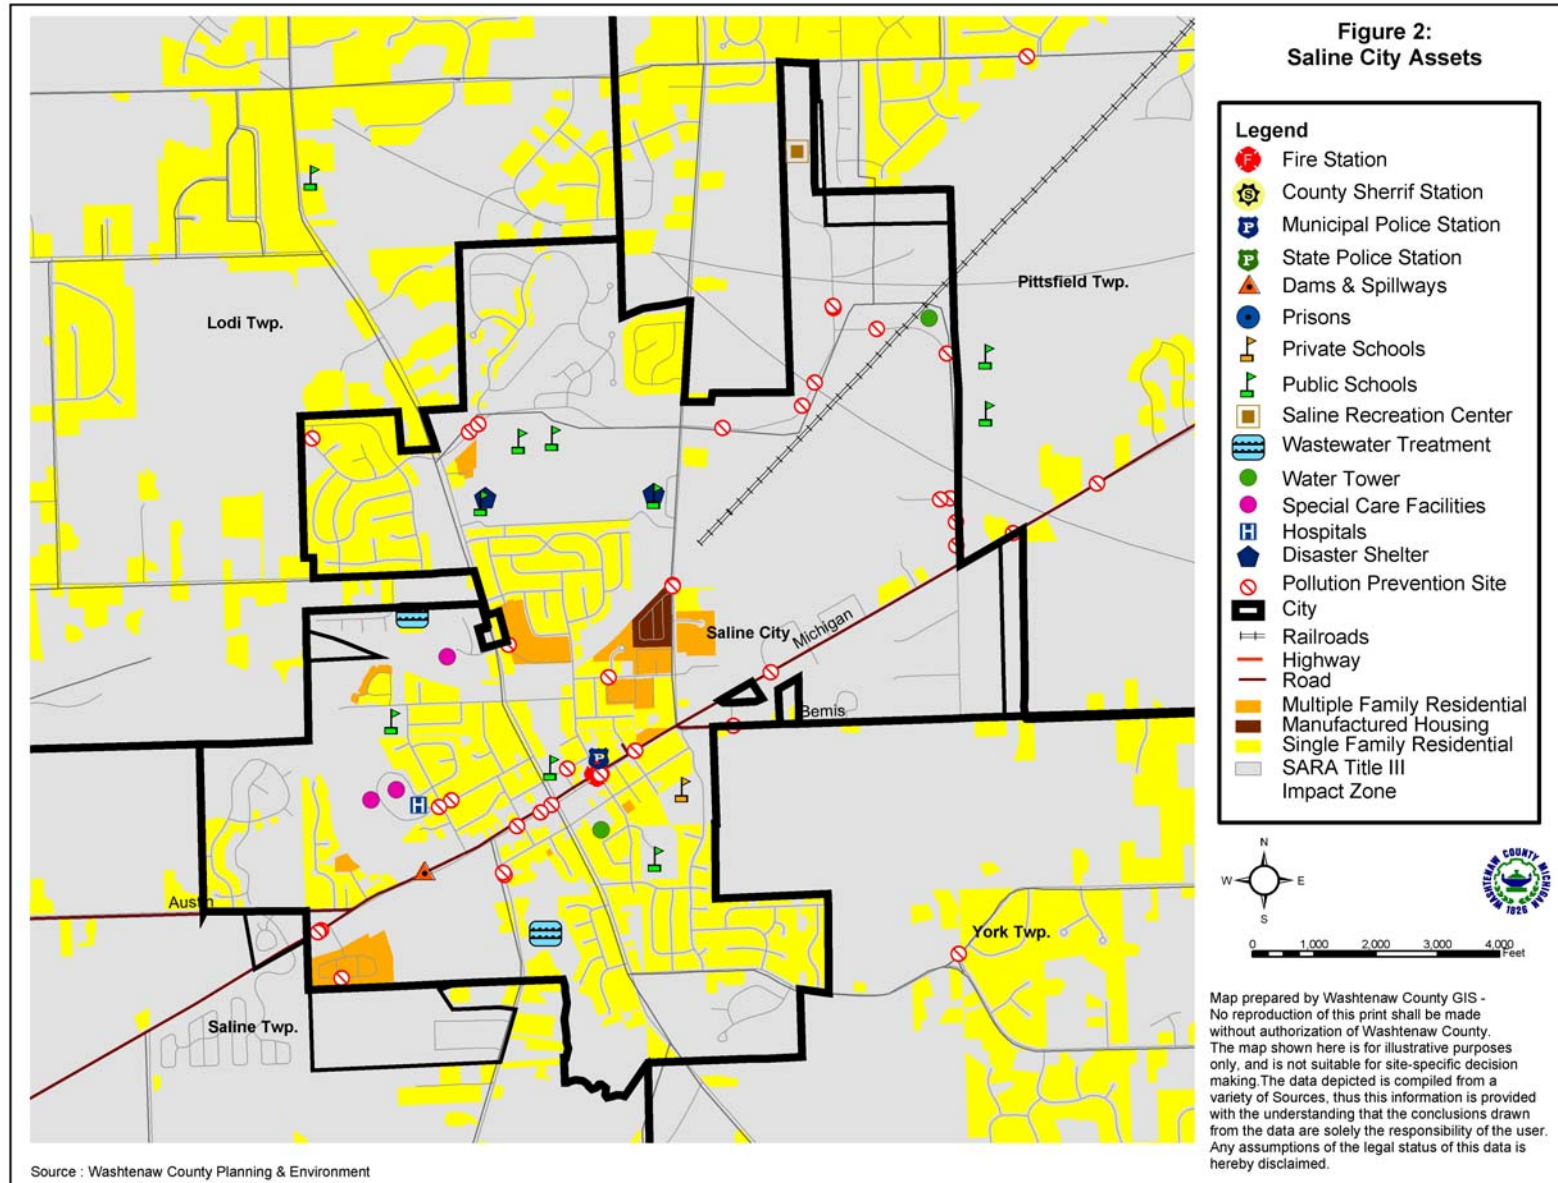 Figure 2:
Saline City Assets
Legend
F Fire Station
S County Sherrif Station
P Municipal Police Station
P State Police Station
Dams & Spillways
Prisons
Private Schools
Public Schools
Saline Recreation Center
Wastewater Treatment
Water Tower
Special Care Facilities
H Hospitals
Disaster Shelter
Pollution Prevention Site
City
Railroads
Highway
Road
Multiple Family Residential
Manufactured Housing
Single Family Residential
SARA Title III
Impact Zone
Lodi Twp.
Pittsfield Twp.
Saline City
Michigan
Bemis
P
H
Austin
York Twp.
Saline Twp.
N
W
E
S
WASHTENAW COUNTY MICHIGAN
1826
0 1,000 2,000 3,000 4,000
Feet
Map prepared by Washtenaw County GIS -
No reproduction of this print shall be made
without authorization of Washtenaw County.
The map shown here is for illustrative purposes
only, and is not suitable for site-specific decision
making.The data depicted is compiled from a
variety of Sources, thus this information is provided
with the understanding that the conclusions drawn
from the data are solely the responsibility of the user.
Any assumptions of the legal status of this data is
hereby disclaimed.
Source : Washtenaw County Planning & Environment